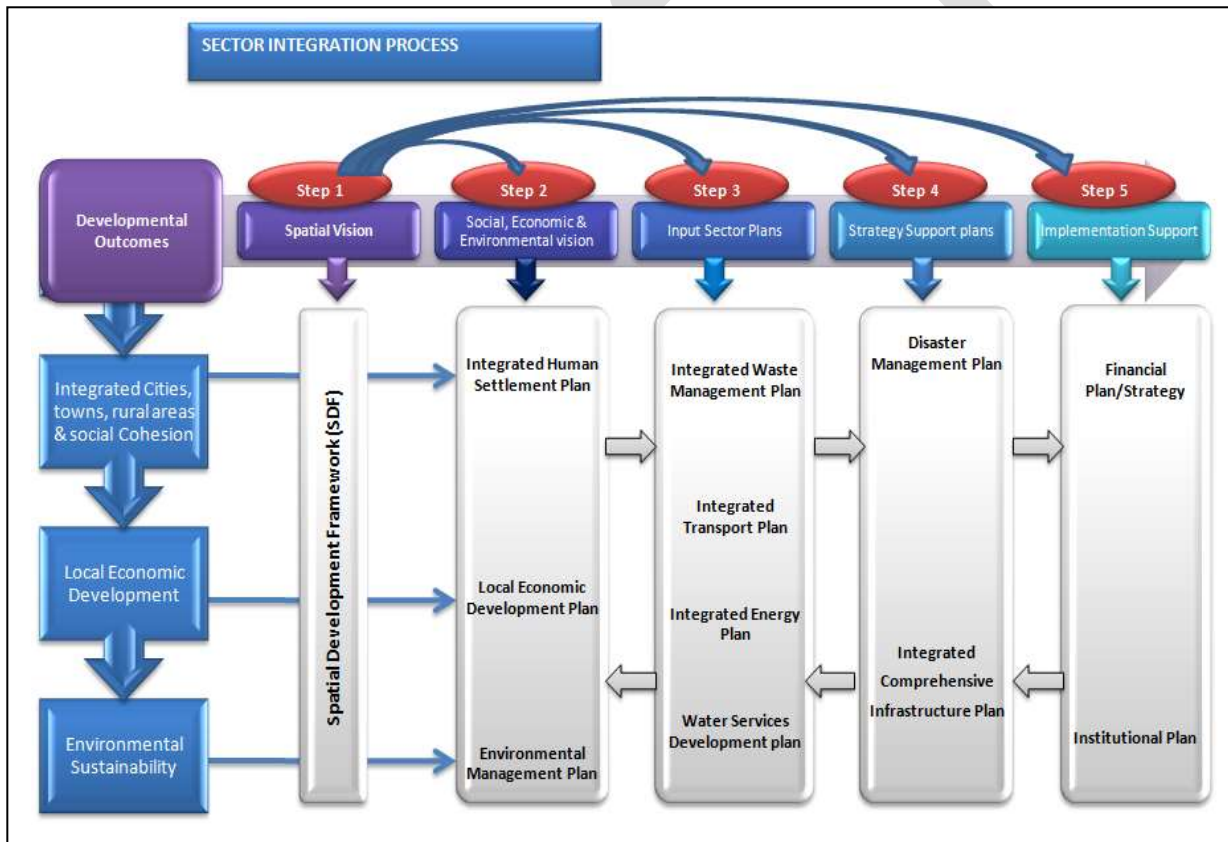 SECTOR INTEGRATION PROCESS
Developmental
Outcomes
Step 1
Spatial Vision
Step 2
Social, Economic &
Environmental vision
Step 3
Input Sector Plans
Step 4
Strategy Support plans
Step 5
Implementation Support
Integrated Cities,
towns, rural areas
& social Cohesion
Local Economic
Development
Environmental
Sustainability
Spatial Development Framework (SDF)
Integrated Human
Settlement Plan
Local Economic
Development Plan
Environmental
Management Plan
Integrated Waste
Management Plan
Integrated
Transport Plan
Integrated Energy
Plan
Water Services
Development plan
Disaster
Management Plan
Integrated
Comprehensive
Infrastructure Plan
Financial
Plan/Strategy
Institutional Plan